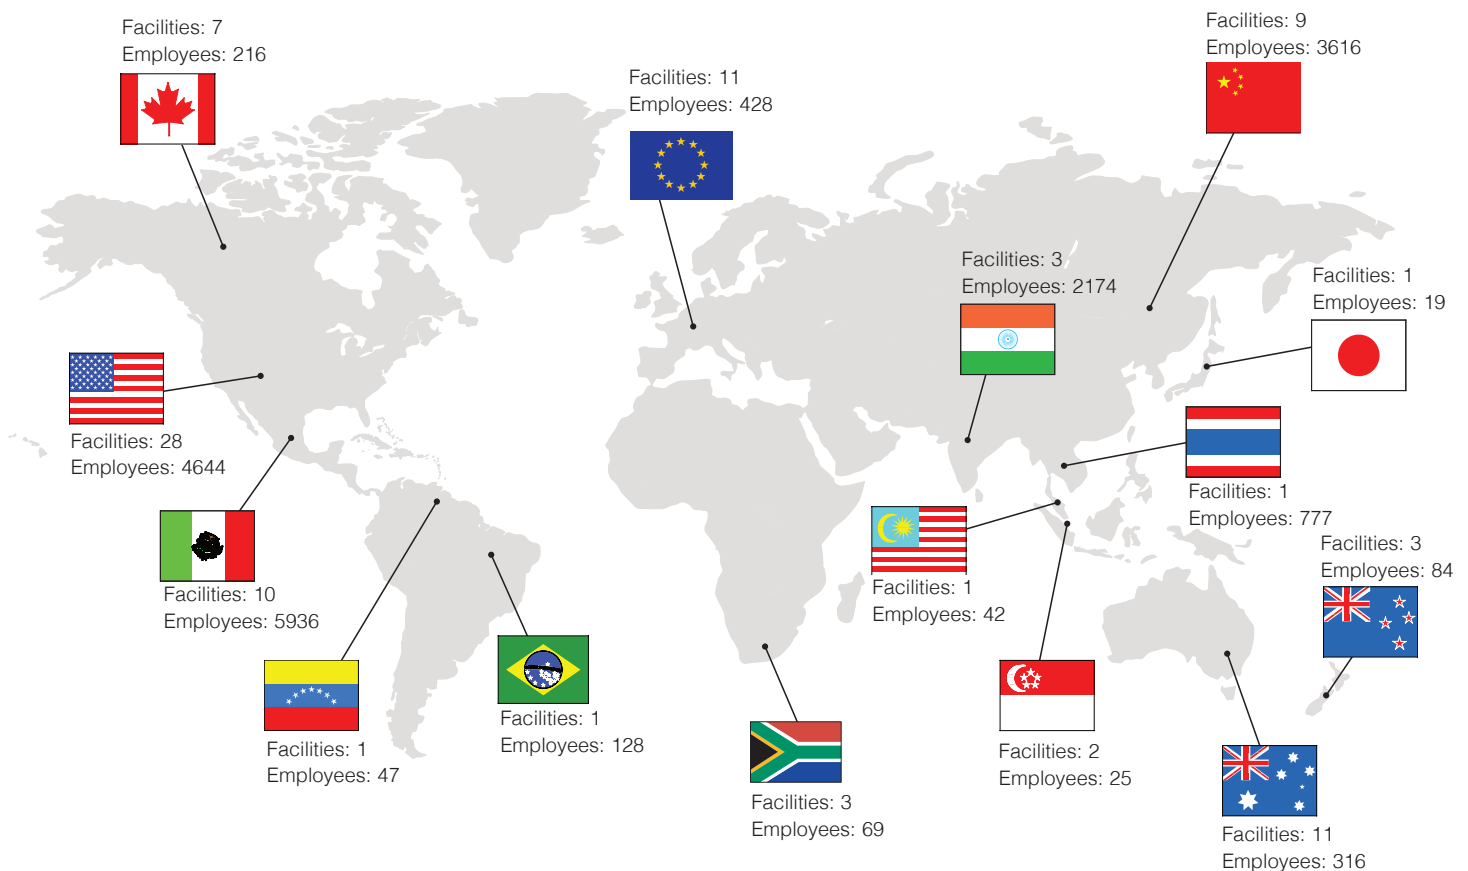 Facilities: 7
Employees: 216
Facilities: 9
Employees: 3616
Facilities: 11
Employees: 428
Facilities: 3
Employees: 2174
Facilities: 1
Employees: 19
Facilities: 28
Employees: 4644
Facilities: 1
Employees: 777
Facilities: 10
Employees: 5936
Facilities: 1
Employees: 42
Facilities: 3
Employees: 84
Facilities: 1
Employees: 47
Facilities: 1
Employees: 128
Facilities: 3
Employees: 69
Facilities: 2
Employees: 25
Facilities: 11
Employees: 316